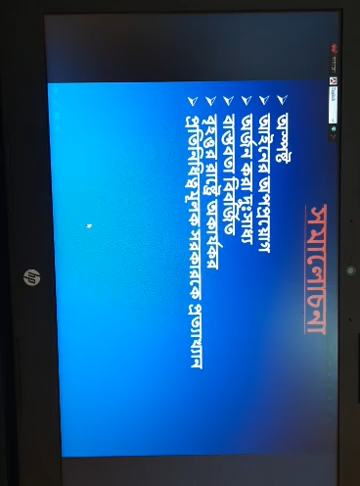 সমালোচনা
➤ অস্পষ্ট
➤ আইনের অপপ্রয়োগ
➤ অর্জন করা দুঃসাধ্য
➤ বাস্তবতা বিবর্জিত
➤ বৃহত্তর রাষ্ট্রে অকার্যকর
➤ প্রতিনিধিত্বমূলক সরকারকে প্রত্যাখ্যান
hp